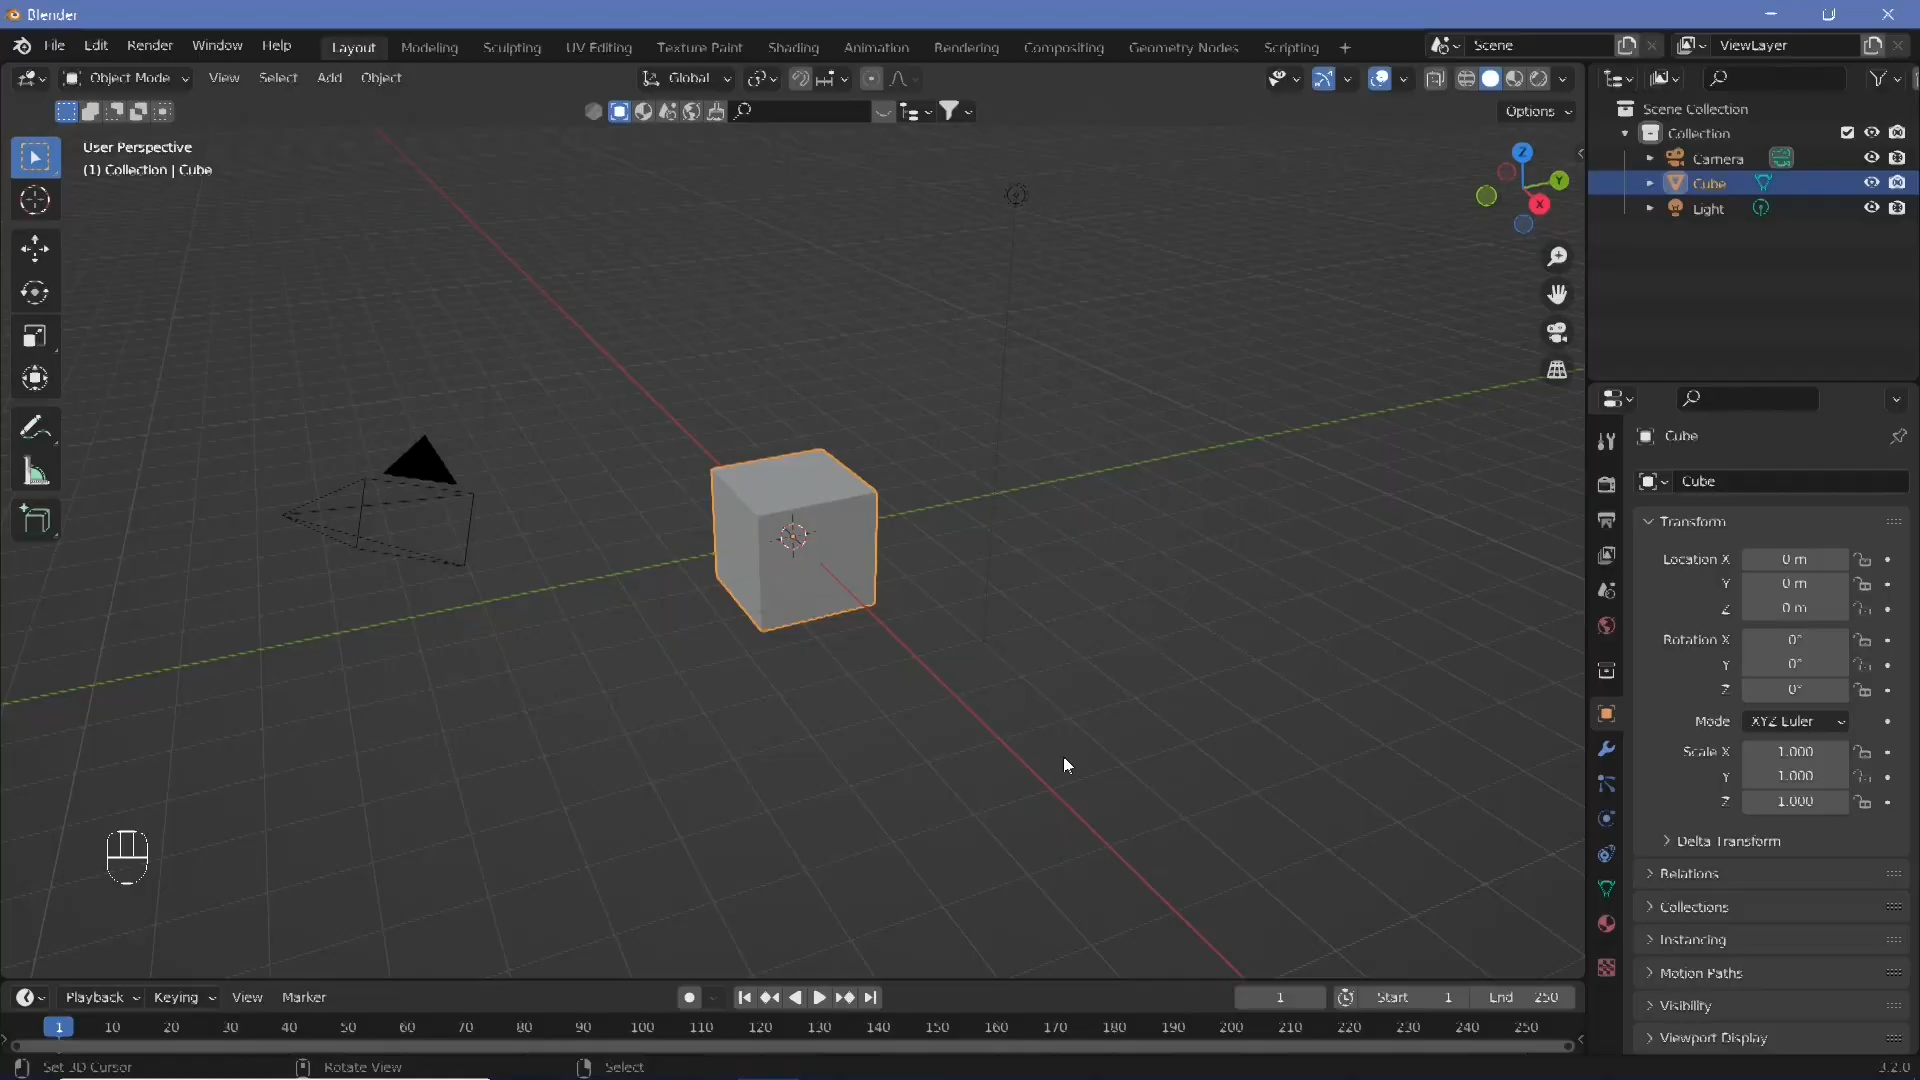 Blender
File Edit Render Window Help Layout Modeling Sculpting UV Editing Texture Paint Shading Animation Rendering Compositing Geometry Nodes Scripting + Scene ViewLayer
Object Mode View Select Add Object Global
Options
User Perspective
(1) Collection | Cube
Z
Y
X
Scene Collection
Collection
Camera
Cube
Light
Cube
Cube
Transform
Location X 0 m
Y 0 m
Z 0 m
Rotation X 0°
Y 0°
Z 0°
Mode XYZ Euler
Scale X 1.000
Y 1.000
Z 1.000
Delta Transform
Relations
Collections
Instancing
Motion Paths
Visibility
Viewport Display
Playback Keying View Marker 1 Start 1 End 250
1 10 20 30 40 50 60 70 80 90 100 110 120 130 140 150 160 170 180 190 200 210 220 230 240 250
Set 3D Cursor Rotate View Select 3.2.0